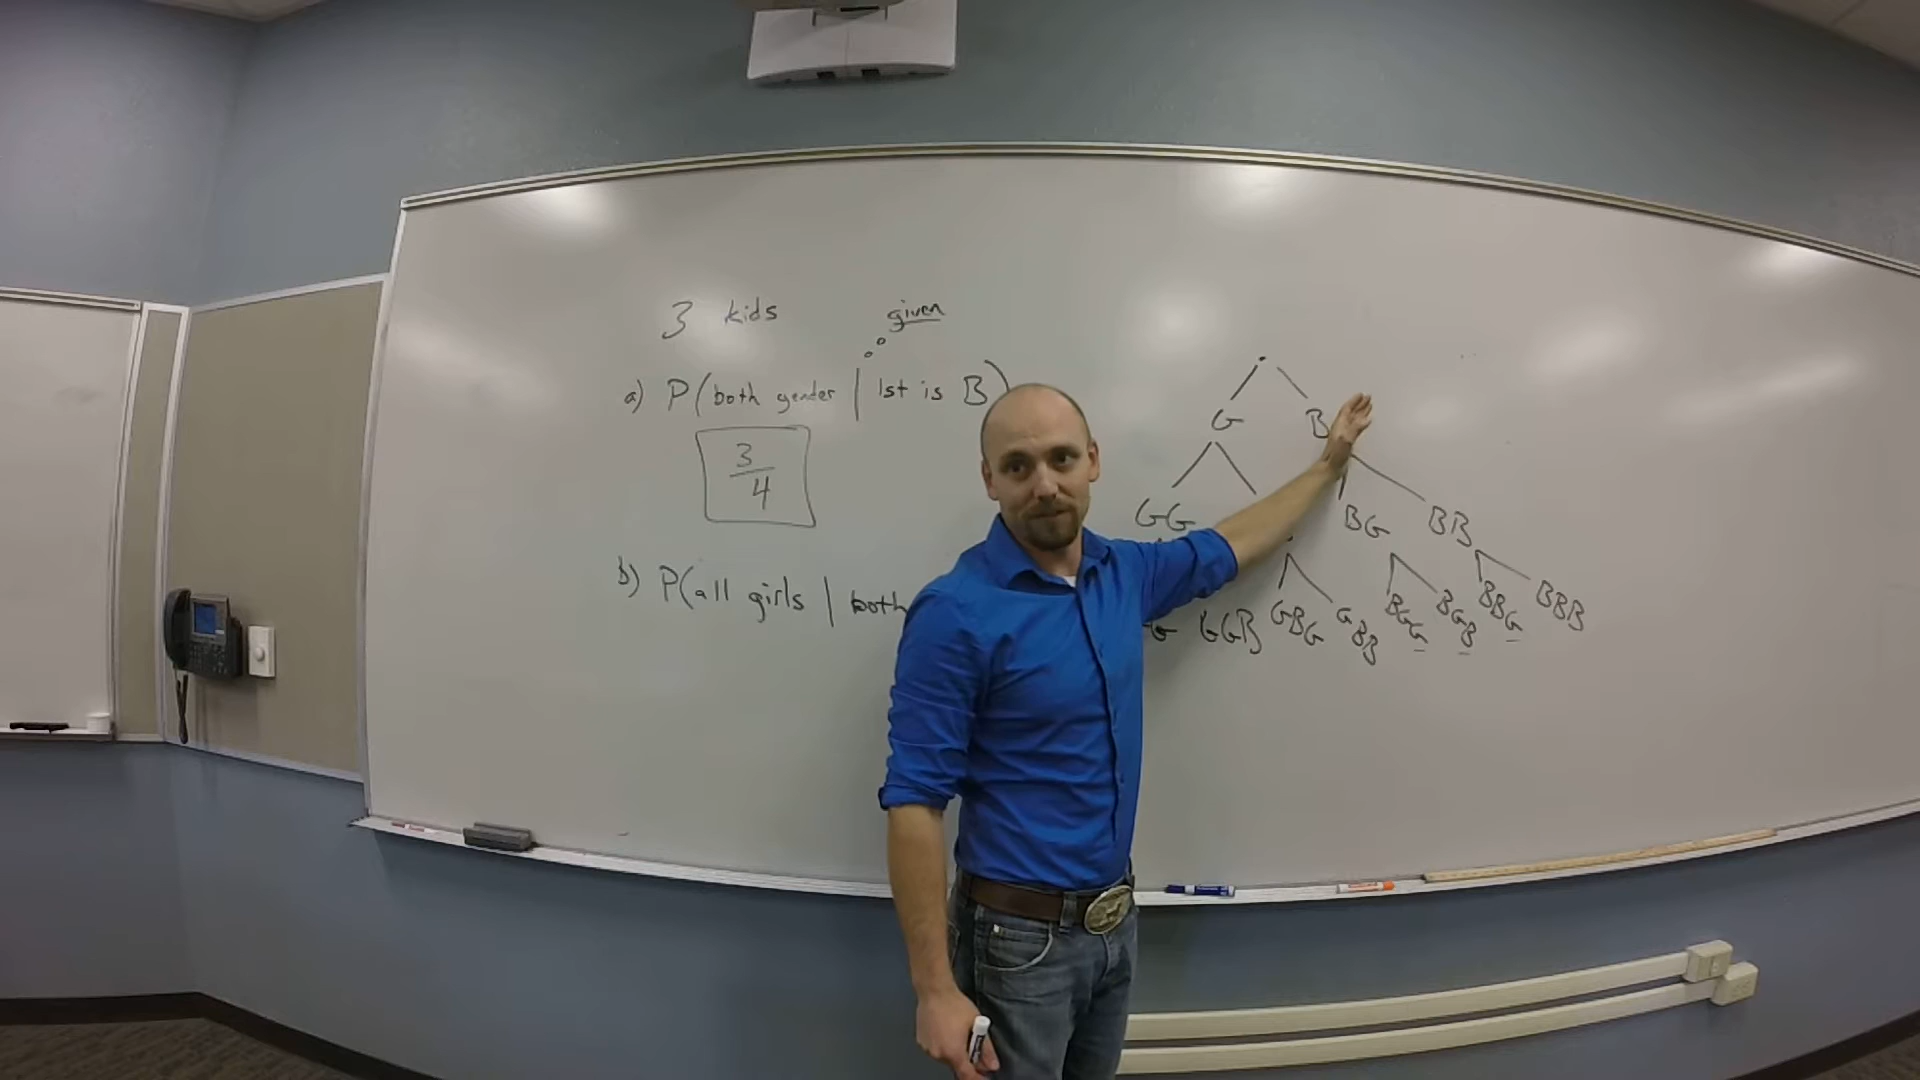 3 kids
given
a) P(both gender | 1st is B)
3/4
b) P(all girls | both
G B
GG BG BB
G GGB GBG GBB BGG BGB BBG BBB